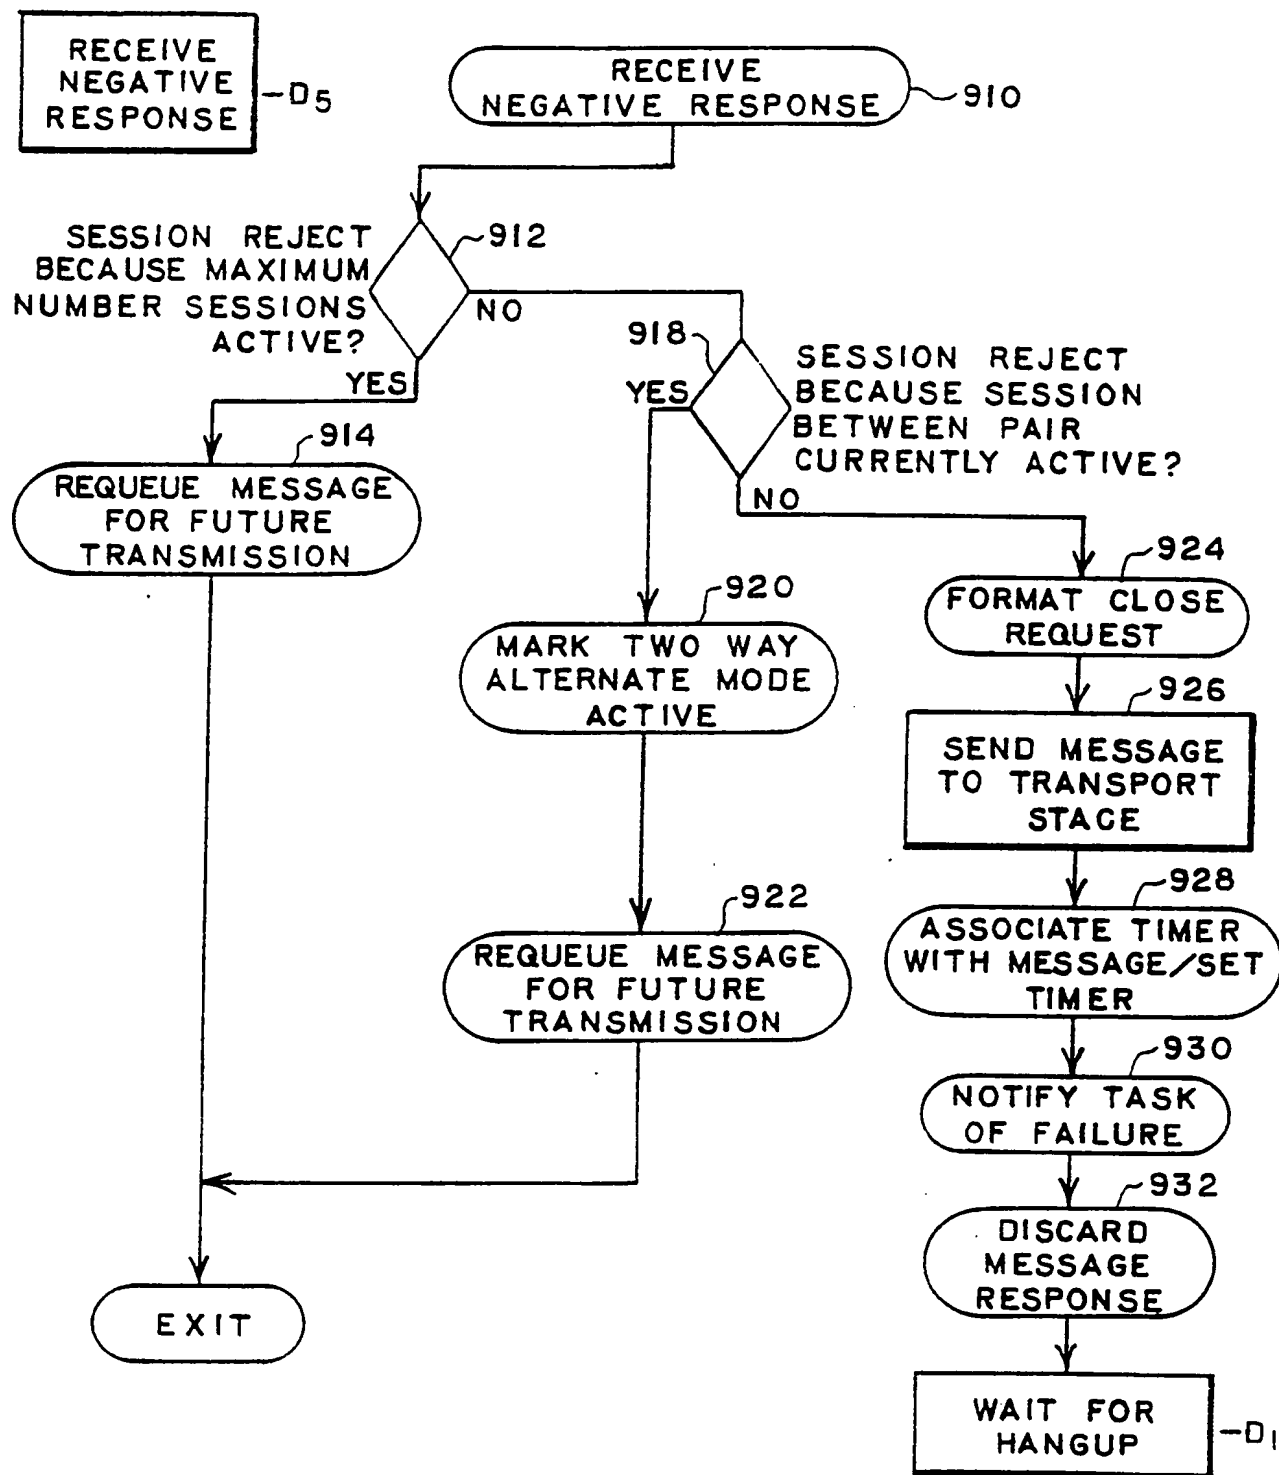 RECEIVE
NEGATIVE
RESPONSE
D5
RECEIVE
NEGATIVE RESPONSE
910
SESSION REJECT
BECAUSE MAXIMUM
NUMBER SESSIONS
ACTIVE?
912
NO
YES
918
YES
SESSION REJECT
BECAUSE SESSION
BETWEEN PAIR
CURRENTLY ACTIVE?
NO
914
REQUEUE MESSAGE
FOR FUTURE
TRANSMISSION
920
MARK TWO WAY
ALTERNATE MODE
ACTIVE
922
REQUEUE MESSAGE
FOR FUTURE
TRANSMISSION
924
FORMAT CLOSE
REQUEST
926
SEND MESSAGE
TO TRANSPORT
STAGE
928
ASSOCIATE TIMER
WITH MESSAGE/SET
TIMER
930
NOTIFY TASK
OF FAILURE
932
DISCARD
MESSAGE
RESPONSE
EXIT
WAIT FOR
HANGUP
D1